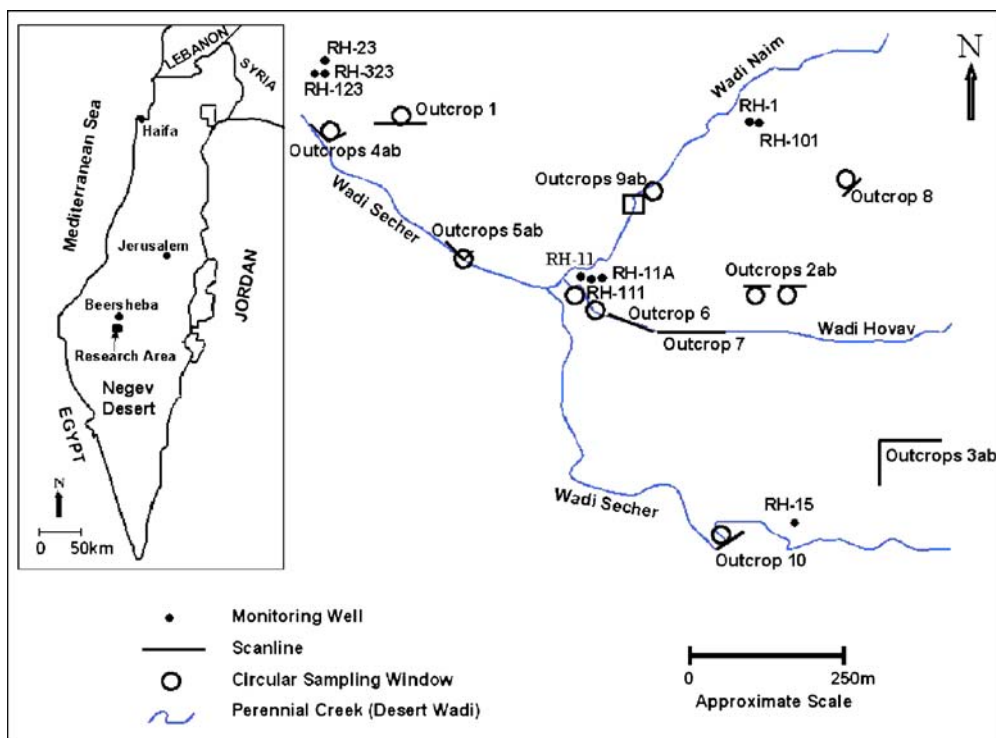 LEBANON
SYRIA
Haifa
Mediterranean Sea
Jerusalem
JORDAN
Beersheba
Research Area
Negev
Desert
EGYPT
N
0 50km
RH-23
RH-323
RH-123
Outcrop 1
Outcrops 4ab
Wadi Secher
Outcrops 5ab
Wadi Naim
RH-1
RH-101
N
Outcrops 9ab
Outcrop 8
RH-11
RH-11A
RH-111
Outcrop 6
Outcrops 2ab
Outcrop 7
Wadi Hovav
Outcrops 3ab
Wadi Secher
RH-15
Outcrop 10
Monitoring Well
Scanline
Circular Sampling Window
Perennial Creek (Desert Wadi)
0 250m
Approximate Scale